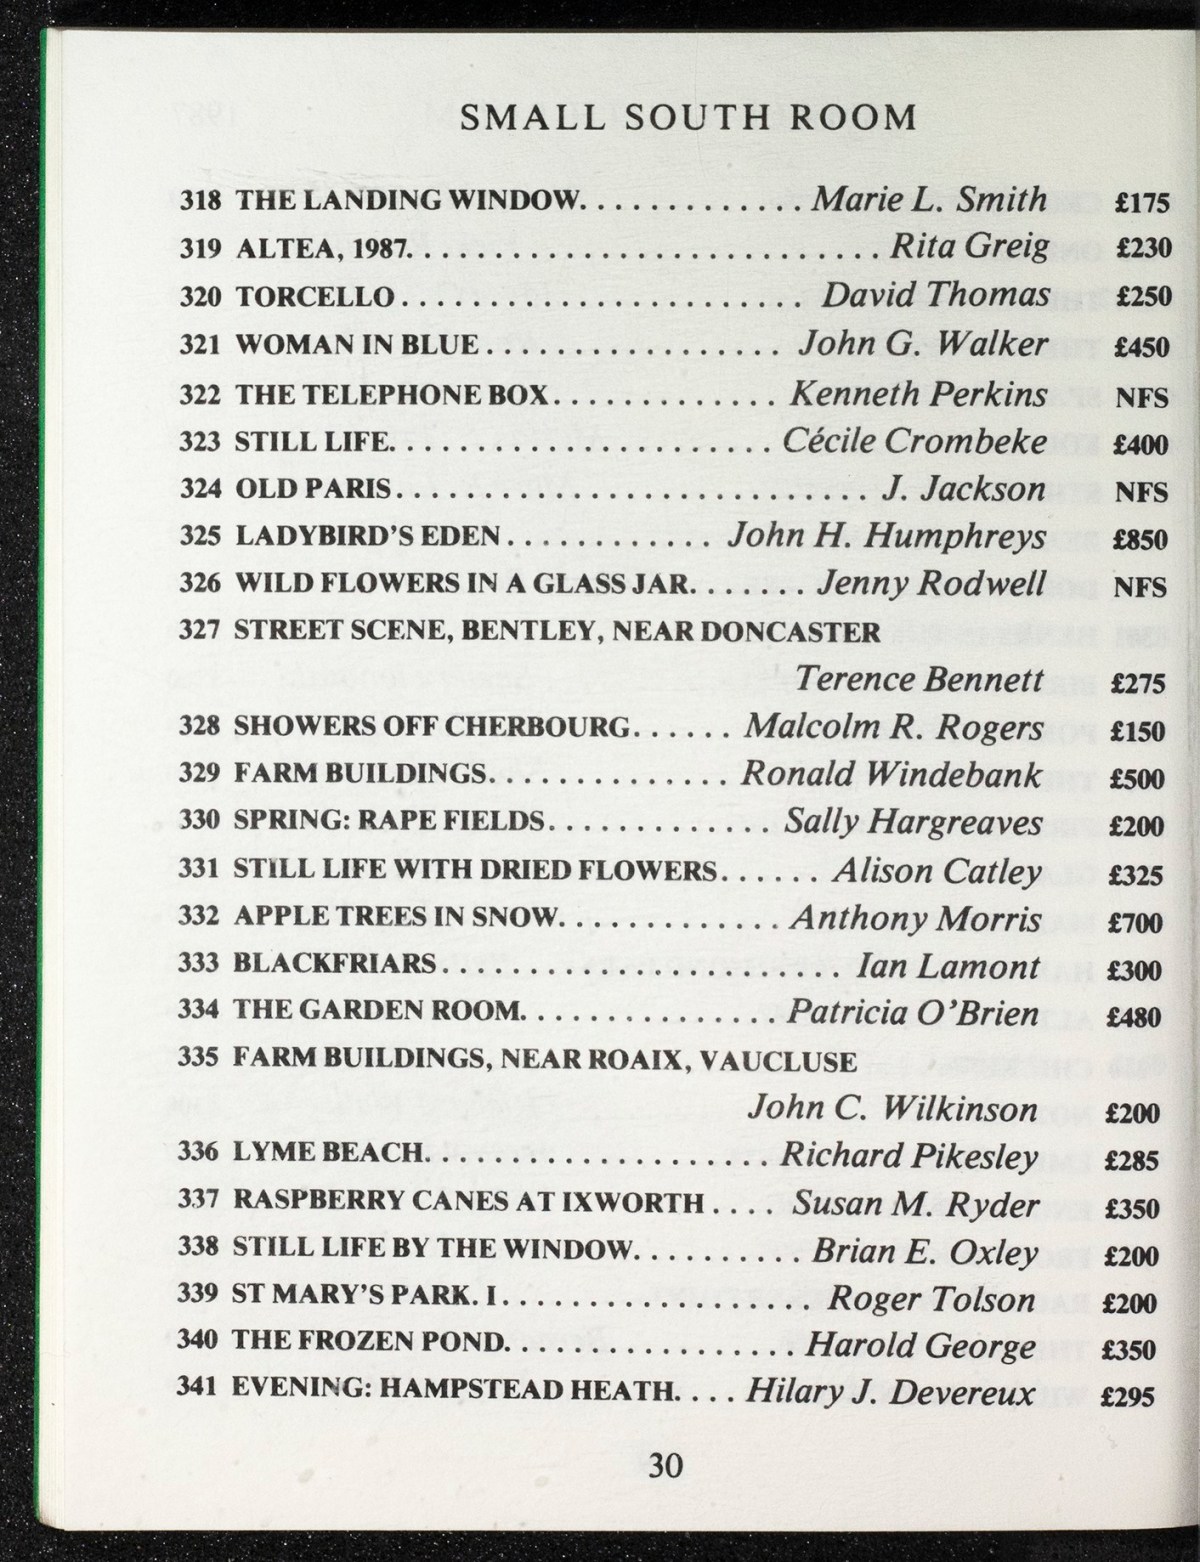 SMALL SOUTH ROOM
318 THE LANDING WINDOW. . . . . . . . . . . . . Marie L. Smith £175
319 ALTEA, 1987. . . . . . . . . . . . . . . . . . . . . . . . . . . Rita Greig £230
320 TORCELLO . . . . . . . . . . . . . . . . . . . . . . . David Thomas £250
321 WOMAN IN BLUE . . . . . . . . . . . . . . . . . John G. Walker £450
322 THE TELEPHONE BOX. . . . . . . . . . . . . Kenneth Perkins NFS
323 STILL LIFE. . . . . . . . . . . . . . . . . . . . . . Cécile Crombeke £400
324 OLD PARIS . . . . . . . . . . . . . . . . . . . . . . . . . . . J. Jackson NFS
325 LADYBIRD'S EDEN . . . . . . . . . . . . John H. Humphreys £850
326 WILD FLOWERS IN A GLASS JAR. . . . . . . Jenny Rodwell NFS
327 STREET SCENE, BENTLEY, NEAR DONCASTER
Terence Bennett £275
328 SHOWERS OFF CHERBOURG. . . . . . Malcolm R. Rogers £150
329 FARM BUILDINGS. . . . . . . . . . . . . . Ronald Windebank £500
330 SPRING: RAPE FIELDS. . . . . . . . . . . . . Sally Hargreaves £200
331 STILL LIFE WITH DRIED FLOWERS. . . . . . Alison Catley £325
332 APPLE TREES IN SNOW. . . . . . . . . . . . . Anthony Morris £700
333 BLACKFRIARS . . . . . . . . . . . . . . . . . . . . . . . Ian Lamont £300
334 THE GARDEN ROOM. . . . . . . . . . . . . . . Patricia O'Brien £480
335 FARM BUILDINGS, NEAR ROAIX, VAUCLUSE
John C. Wilkinson £200
336 LYME BEACH. . . . . . . . . . . . . . . . . . . . Richard Pikesley £285
337 RASPBERRY CANES AT IXWORTH . . . . Susan M. Ryder £350
338 STILL LIFE BY THE WINDOW. . . . . . . . . . Brian E. Oxley £200
339 ST MARY'S PARK. I . . . . . . . . . . . . . . . . . . Roger Tolson £200
340 THE FROZEN POND. . . . . . . . . . . . . . . . . Harold George £350
341 EVENING: HAMPSTEAD HEATH. . . . Hilary J. Devereux £295
30